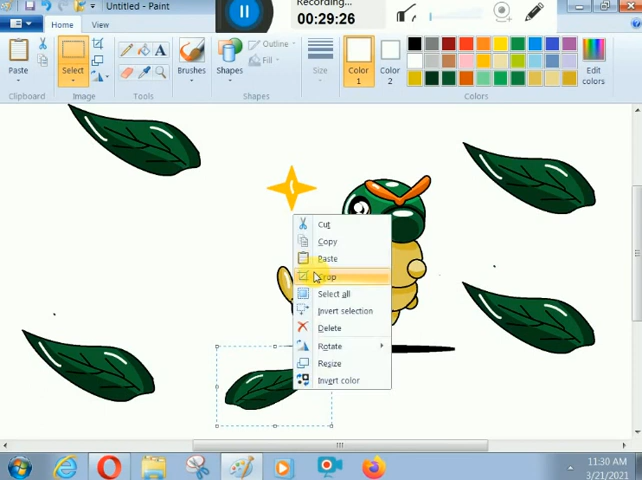 Untitled - Paint
Recording...
00:29:26
Home
View
Paste
Select
Brushes
Shapes
Outline
Fill
Size
Color
1
Color
2
Edit
colors
Clipboard
Image
Tools
Shapes
Colors
Cut
Copy
Paste
Crop
Select all
Invert selection
Delete
Rotate
Resize
Invert color
11:30 AM
3/21/2021